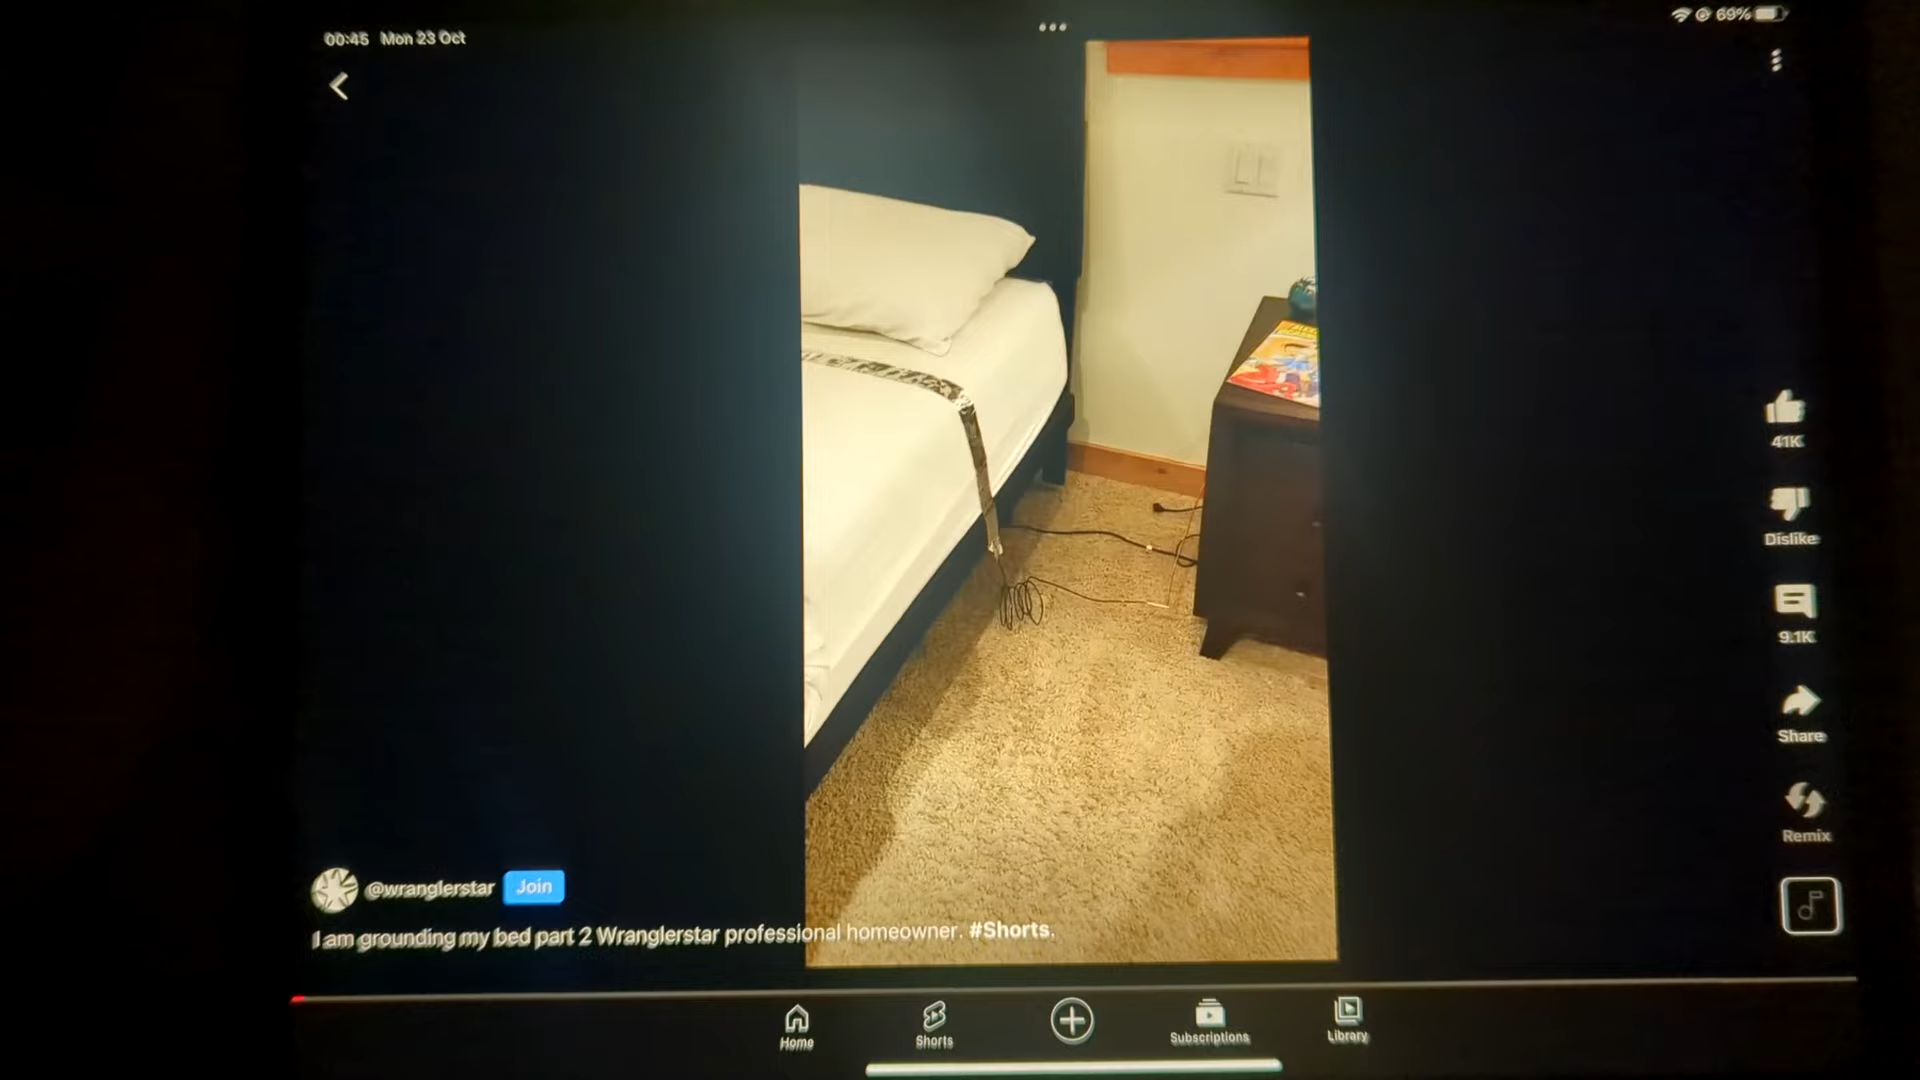 00:45 Mon 23 Oct
69%
41K
Dislike
9.1K
Share
Remix
@wranglerstar Join
I am grounding my bed part 2 Wranglerstar professional homeowner. #Shorts.
Home
Shorts
Subscriptions
Library